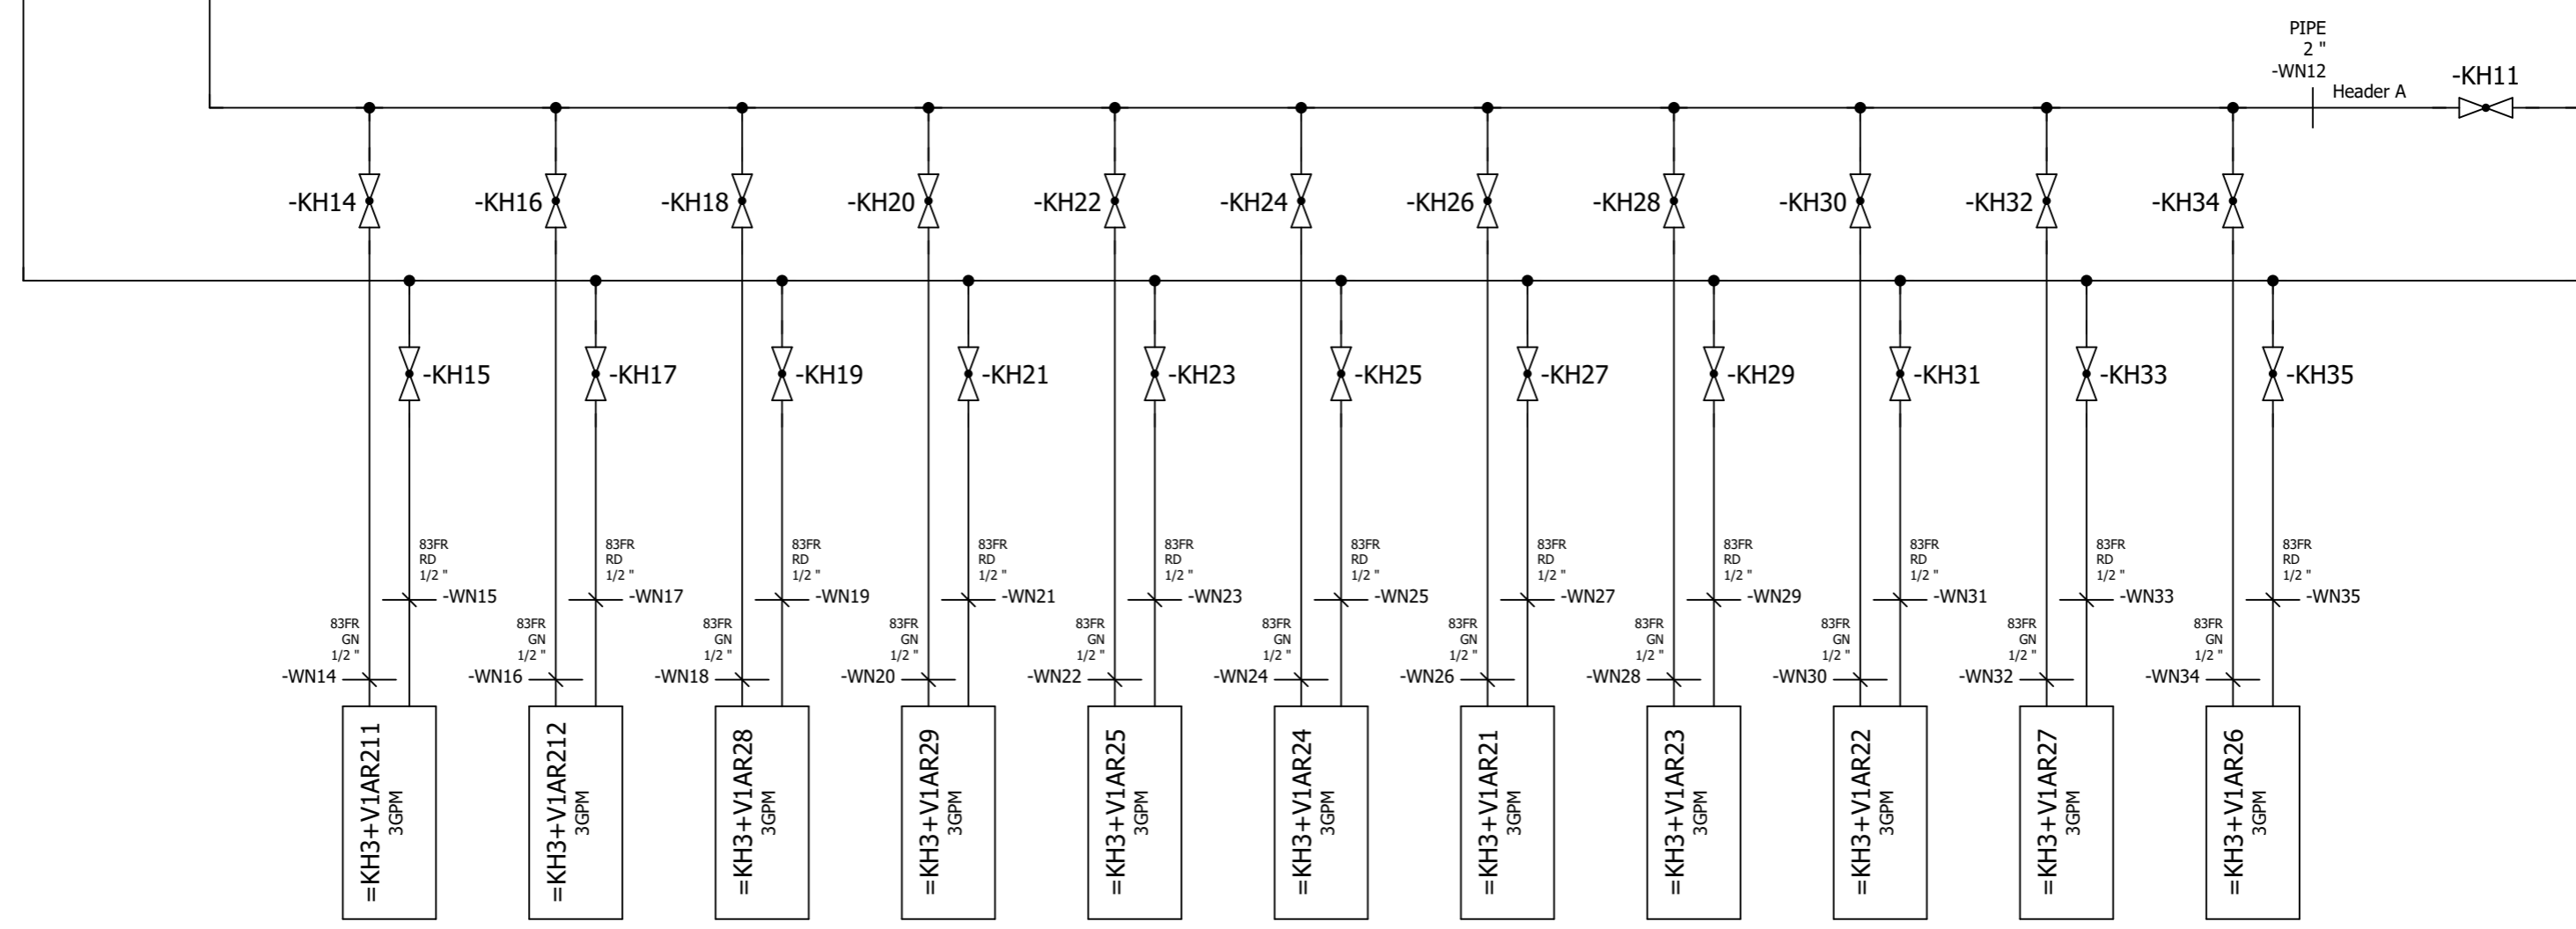 PIPE
2 "
-WN12
Header A
-KH11
-KH14
-KH16
-KH18
-KH20
-KH22
-KH24
-KH26
-KH28
-KH30
-KH32
-KH34
-KH15
-KH17
-KH19
-KH21
-KH23
-KH25
-KH27
-KH29
-KH31
-KH33
-KH35
83FR
RD
1/2 "
-WN15
83FR
RD
1/2 "
-WN17
83FR
RD
1/2 "
-WN19
83FR
RD
1/2 "
-WN21
83FR
RD
1/2 "
-WN23
83FR
RD
1/2 "
-WN25
83FR
RD
1/2 "
-WN27
83FR
RD
1/2 "
-WN29
83FR
RD
1/2 "
-WN31
83FR
RD
1/2 "
-WN33
83FR
RD
1/2 "
-WN35
83FR
GN
1/2 "
-WN14
83FR
GN
1/2 "
-WN16
83FR
GN
1/2 "
-WN18
83FR
GN
1/2 "
-WN20
83FR
GN
1/2 "
-WN22
83FR
GN
1/2 "
-WN24
83FR
GN
1/2 "
-WN26
83FR
GN
1/2 "
-WN28
83FR
GN
1/2 "
-WN30
83FR
GN
1/2 "
-WN32
83FR
GN
1/2 "
-WN34
=KH3+V1AR211
3GPM
=KH3+V1AR212
3GPM
=KH3+V1AR28
3GPM
=KH3+V1AR29
3GPM
=KH3+V1AR25
3GPM
=KH3+V1AR24
3GPM
=KH3+V1AR21
3GPM
=KH3+V1AR23
3GPM
=KH3+V1AR22
3GPM
=KH3+V1AR27
3GPM
=KH3+V1AR26
3GPM